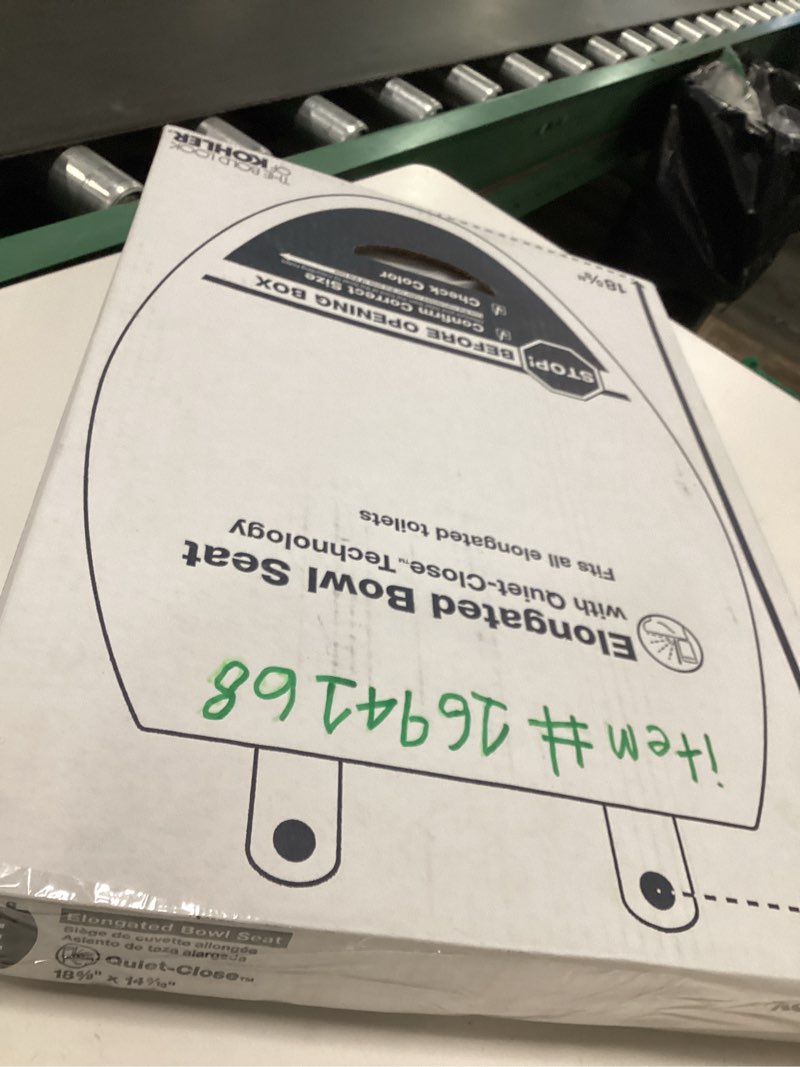 THE BOLD LOOK
OF KOHLER.
18⅝"
item # 2694168
Elongated Bowl Seat
with Quiet-Close™ Technology
Fits all elongated toilets
STOP! BEFORE OPENING BOX
Confirm Correct Size
Check Color
Elongated Bowl Seat
Siège de cuvette allongée
Asiento de taza alargada
Quiet-Close™
18⅝" x 14³⁄₁₆"